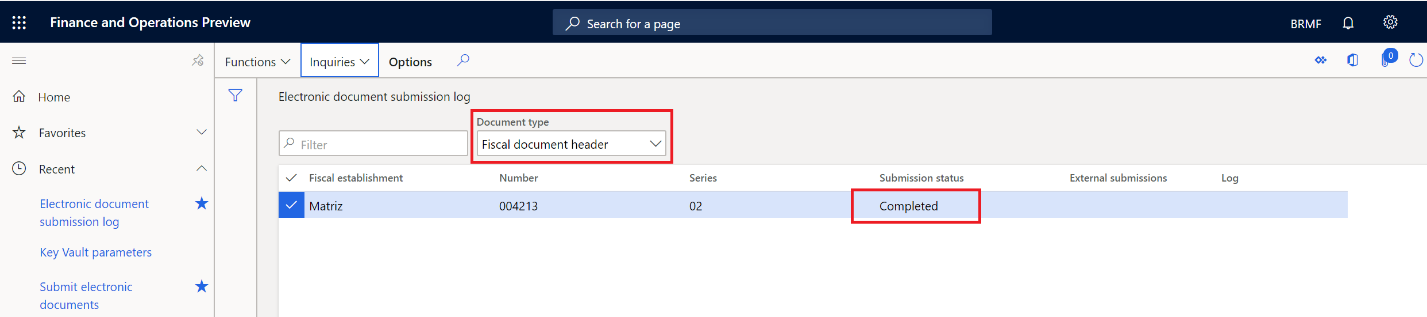 Finance and Operations Preview
Search for a page
BRMF
Functions
Inquiries
Options
0
Home
Favorites
Recent
Electronic document
submission log
Key Vault parameters
Submit electronic
documents
Electronic document submission log
Filter
Document type
Fiscal document header
Fiscal establishment Number Series Submission status External submissions Log
Matriz 004213 02 Completed